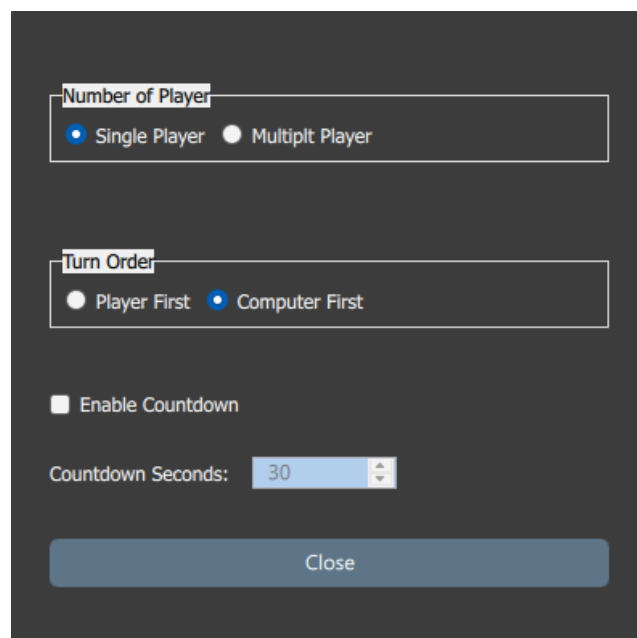 Number of Player
Single Player Multiplt Player
Turn Order
Player First Computer First
Enable Countdown
Countdown Seconds: 30
Close